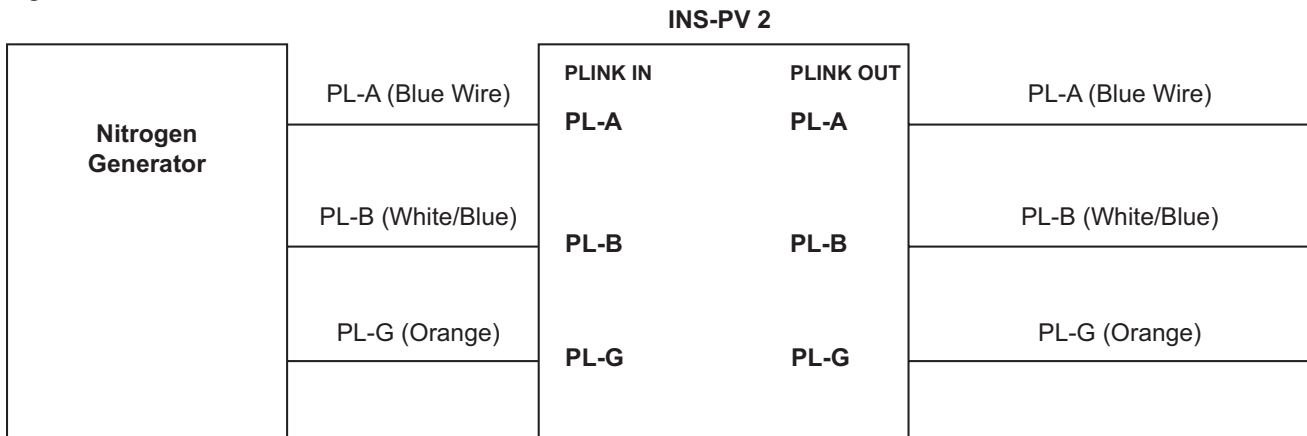 INS-PV 2
Nitrogen
Generator
PL-A (Blue Wire)
PL-B (White/Blue)
PL-G (Orange)
PLINK IN
PL-A
PL-B
PL-G
PLINK OUT
PL-A
PL-B
PL-G
PL-A (Blue Wire)
PL-B (White/Blue)
PL-G (Orange)